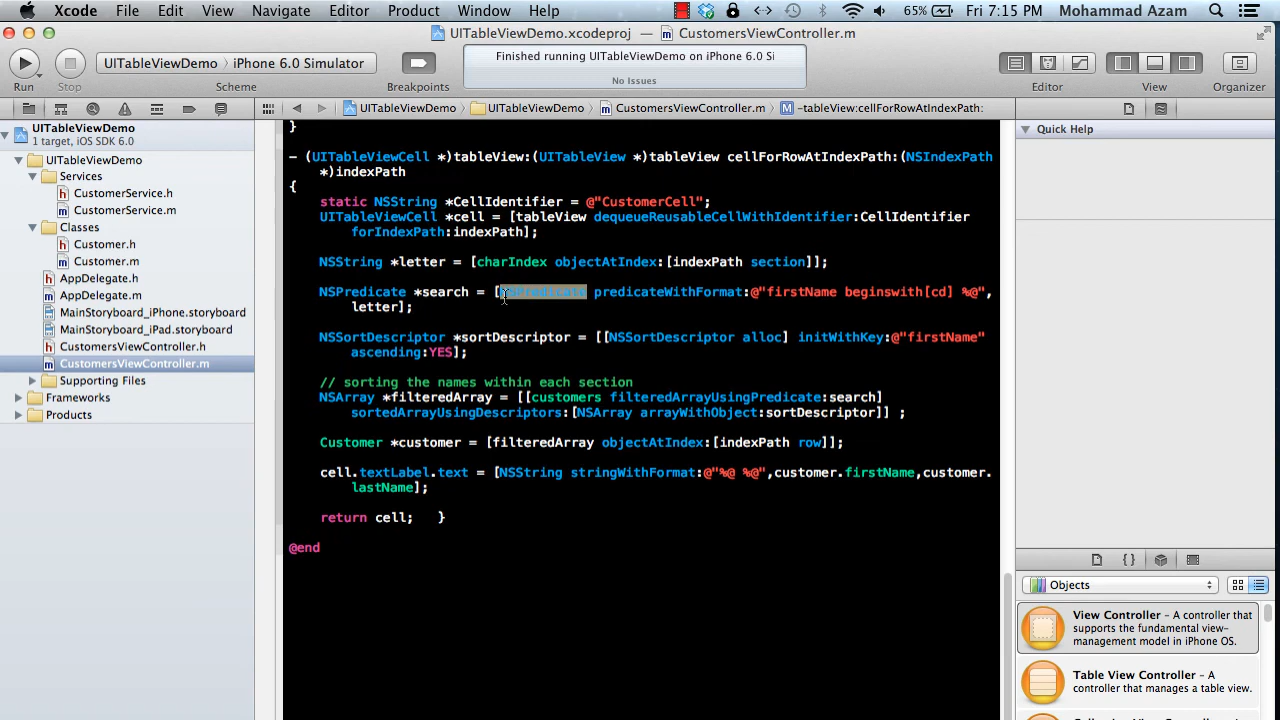 Xcode File Edit View Navigate Editor Product Window Help 65% Fri 7:15 PM Mohammad Azam
UITableViewDemo.xcodeproj — CustomersViewController.m
UITableViewDemo iPhone 6.0 Simulator
Finished running UITableViewDemo on iPhone 6.0 Si
No Issues
Run Stop Scheme Breakpoints Editor View Organizer
UITableViewDemo UITableViewDemo CustomersViewController.m M -tableView:cellForRowAtIndexPath:
UITableViewDemo
1 target, iOS SDK 6.0
UITableViewDemo
Services
h CustomerService.h
m CustomerService.m
Classes
h Customer.h
m Customer.m
h AppDelegate.h
m AppDelegate.m
MainStoryboard_iPhone.storyboard
MainStoryboard_iPad.storyboard
h CustomersViewController.h
m CustomersViewController.m
Supporting Files
Frameworks
Products
}
- (UITableViewCell *)tableView:(UITableView *)tableView cellForRowAtIndexPath:(NSIndexPath
*)indexPath
{
static NSString *CellIdentifier = @"CustomerCell";
UITableViewCell *cell = [tableView dequeueReusableCellWithIdentifier:CellIdentifier
forIndexPath:indexPath];
NSString *letter = [charIndex objectAtIndex:[indexPath section]];
NSPredicate *search = [NSPredicate predicateWithFormat:@"firstName beginswith[cd] %@",
letter];
NSSortDescriptor *sortDescriptor = [[NSSortDescriptor alloc] initWithKey:@"firstName"
ascending:YES];
// sorting the names within each section
NSArray *filteredArray = [[customers filteredArrayUsingPredicate:search]
sortedArrayUsingDescriptors:[NSArray arrayWithObject:sortDescriptor]] ;
Customer *customer = [filteredArray objectAtIndex:[indexPath row]];
cell.textLabel.text = [NSString stringWithFormat:@"%@ %@",customer.firstName,customer.
lastName];
return cell; }
@end
Quick Help
{ }
Objects
View Controller - A controller that
supports the fundamental view-
management model in iPhone OS.
Table View Controller - A
controller that manages a table view.